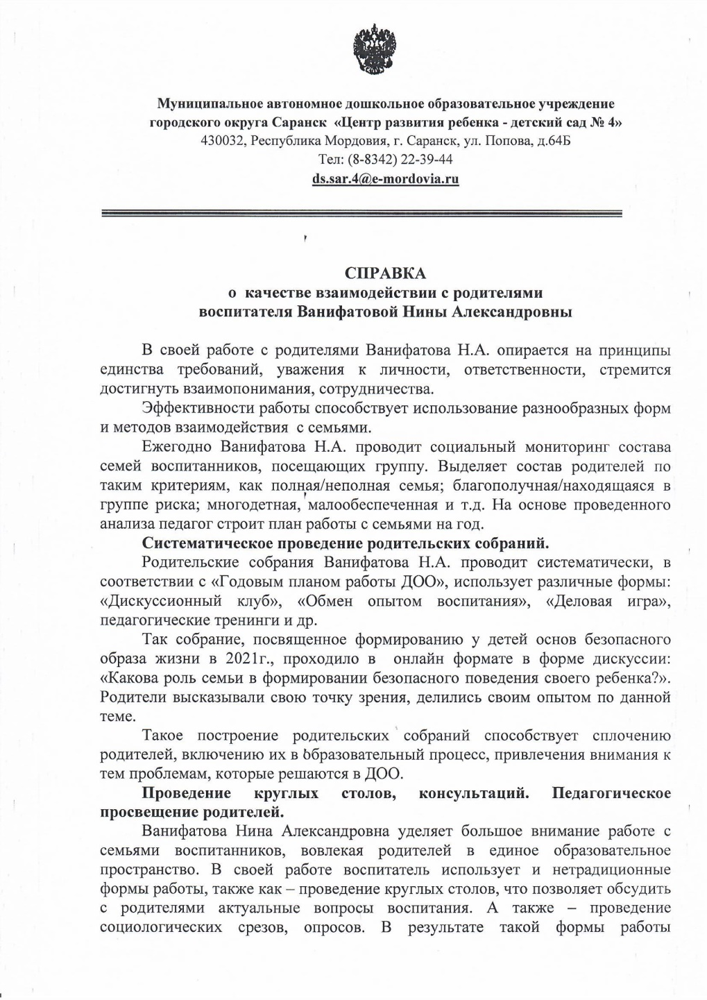 Муниципальное автономное дошкольное образовательное учреждение
городского округа Саранск «Центр развития ребенка - детский сад № 4»
430032, Республика Мордовия, г. Саранск, ул. Попова, д.64Б
Тел: (8-8342) 22-39-44
ds.sar.4@e-mordovia.ru
СПРАВКА
о качестве взаимодействии с родителями
воспитателя Ванифатовой Нины Александровны
В своей работе с родителями Ванифатова Н.А. опирается на принципы
единства требований, уважения к личности, ответственности, стремится
достигнуть взаимопонимания, сотрудничества.
Эффективности работы способствует использование разнообразных форм
и методов взаимодействия с семьями.
Ежегодно Ванифатова Н.А. проводит социальный мониторинг состава
семей воспитанников, посещающих группу. Выделяет состав родителей по
таким критериям, как полная/неполная семья; благополучная/находящаяся в
группе риска; многодетная, малообеспеченная и т.д. На основе проведенного
анализа педагог строит план работы с семьями на год.
Систематическое проведение родительских собраний.
Родительские собрания Ванифатова Н.А. проводит систематически, в
соответствии с «Годовым планом работы ДОО», использует различные формы:
«Дискуссионный клуб», «Обмен опытом воспитания», «Деловая игра»,
педагогические тренинги и др.
Так собрание, посвященное формированию у детей основ безопасного
образа жизни в 2021г., проходило в онлайн формате в форме дискуссии:
«Какова роль семьи в формировании безопасного поведения своего ребенка?».
Родители высказывали свою точку зрения, делились своим опытом по данной
теме.
Такое построение родительских собраний способствует сплочению
родителей, включению их в образовательный процесс, привлечения внимания к
тем проблемам, которые решаются в ДОО.
Проведение круглых столов, консультаций. Педагогическое
просвещение родителей.
Ванифатова Нина Александровна уделяет большое внимание работе с
семьями воспитанников, вовлекая родителей в единое образовательное
пространство. В своей работе воспитатель использует и нетрадиционные
формы работы, также как – проведение круглых столов, что позволяет обсудить
с родителями актуальные вопросы воспитания. А также – проведение
социологических срезов, опросов. В результате такой формы работы